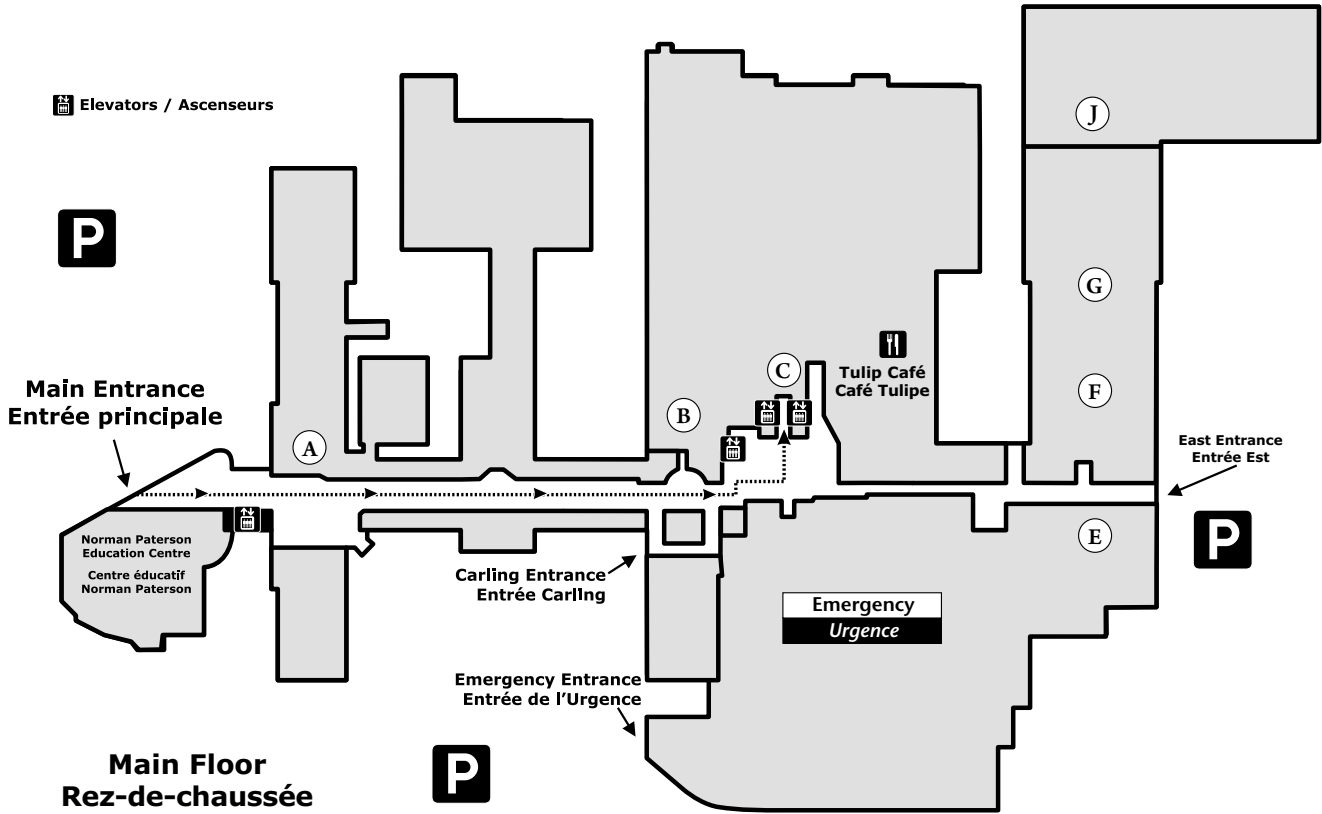 Elevators / Ascenseurs
J
P
G
Tulip Café
Café Tulipe
C
F
Main Entrance
Entrée principale
B
A
East Entrance
Entrée Est
Norman Paterson
Education Centre
Centre éducatif
Norman Paterson
E
P
Carling Entrance
Entrée Carling
Emergency
Urgence
Emergency Entrance
Entrée de l’Urgence
P
Main Floor
Rez-de-chaussée